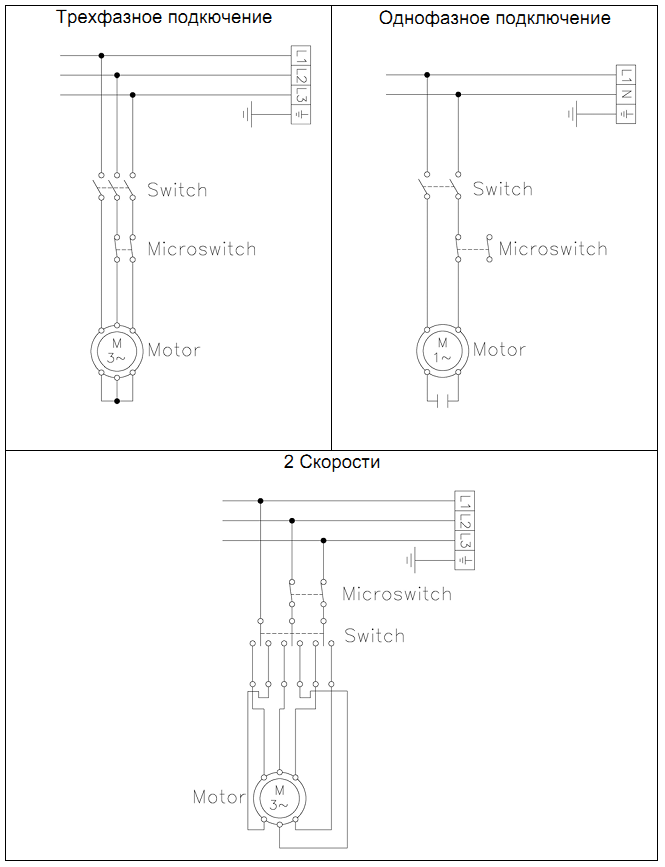 Трехфазное подкючение
L1
L2
L3
Switch
Microswitch
M
3~
Motor
Однофазное подключение
L1
N
Switch
Microswitch
M
1~
Motor
2 Скорости
L1
L2
L3
Microswitch
Switch
Motor
M
3~